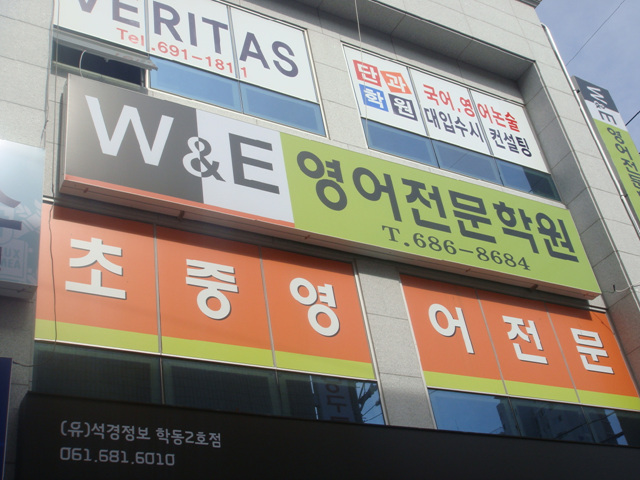 VERITAS
Tel.691-1811
단과
학원
국어.영어논술
대입수시 컨설팅
W&E 영어전문학원
T.686-8684
초중영어전문
(유)석경정보 학동2호점
061.681.6010
W&E